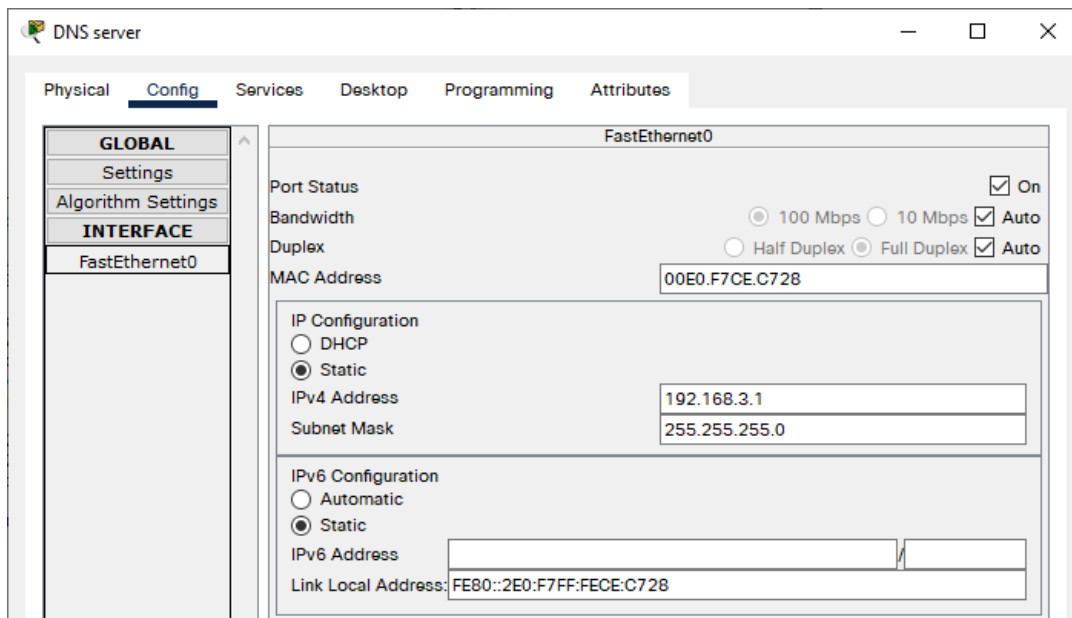 DNS server
Physical Config Services Desktop Programming Attributes
GLOBAL
Settings
Algorithm Settings
INTERFACE
FastEthernet0
FastEthernet0
Port Status On
Bandwidth 100 Mbps 10 Mbps Auto
Duplex Half Duplex Full Duplex Auto
MAC Address 00E0.F7CE.C728
IP Configuration
DHCP
Static
IPv4 Address 192.168.3.1
Subnet Mask 255.255.255.0
IPv6 Configuration
Automatic
Static
IPv6 Address /
Link Local Address: FE80::2E0:F7FF:FECE:C728